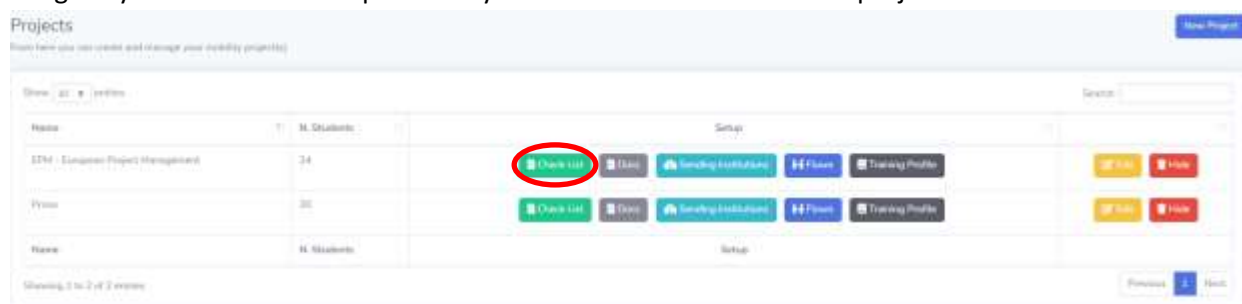 Projects
New Project
From here you can create and manage your mobility project(s)
Show 10 entries
Search:
Name N. Students Setup
EPM - European Project Management 24 Check List Docs Sending Institutions Flows Training Profile Edit Hide
20 Check List Docs Sending Institutions Flows Training Profile Edit Hide
Name N. Students Setup
Showing 1 to 2 of 2 entries
Previous 1 Next